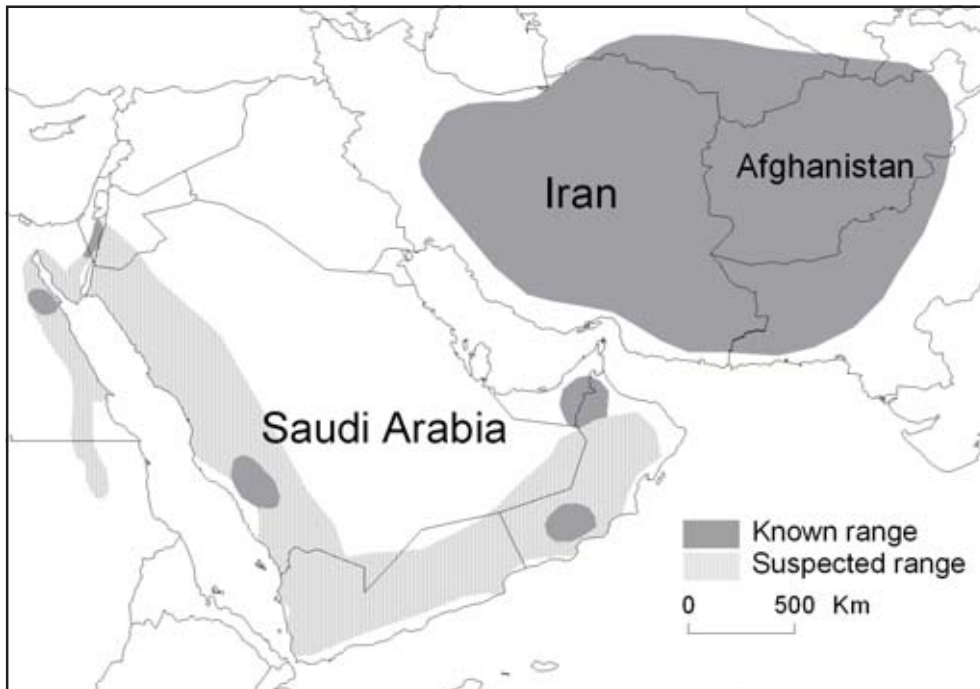 Iran
Afghanistan
Saudi Arabia
Known range
Suspected range
0 500 Km